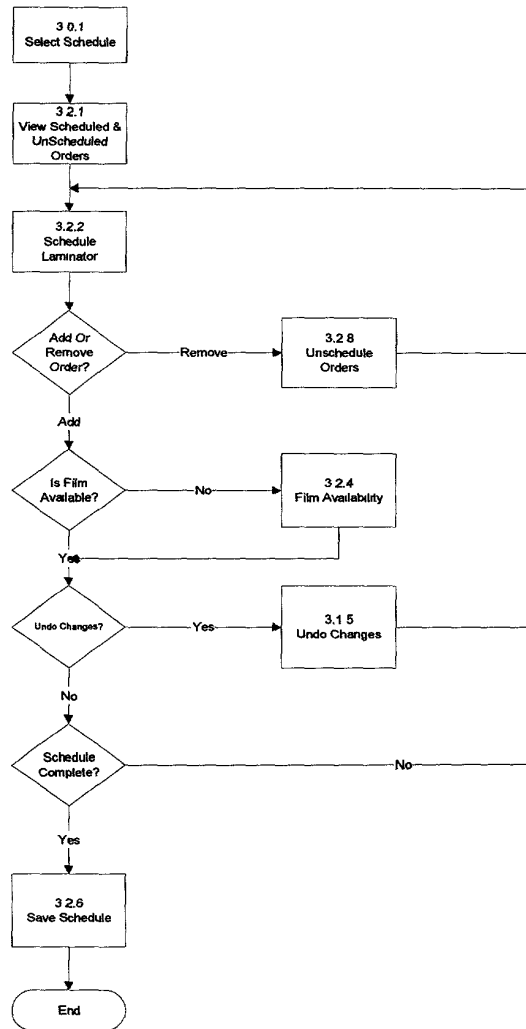 3.0.1
Select Schedule
3.2.1
View Scheduled &
UnScheduled
Orders
3.2.2
Schedule
Laminator
Add Or
Remove
Order?
Remove
3.2 8
Unschedule
Orders
Add
Is Film
Available?
No
3.2.4
Film Availability
Yes
Undo Changes?
Yes
3.1 5
Undo Changes
No
Schedule
Complete?
No
Yes
3.2.6
Save Schedule
End